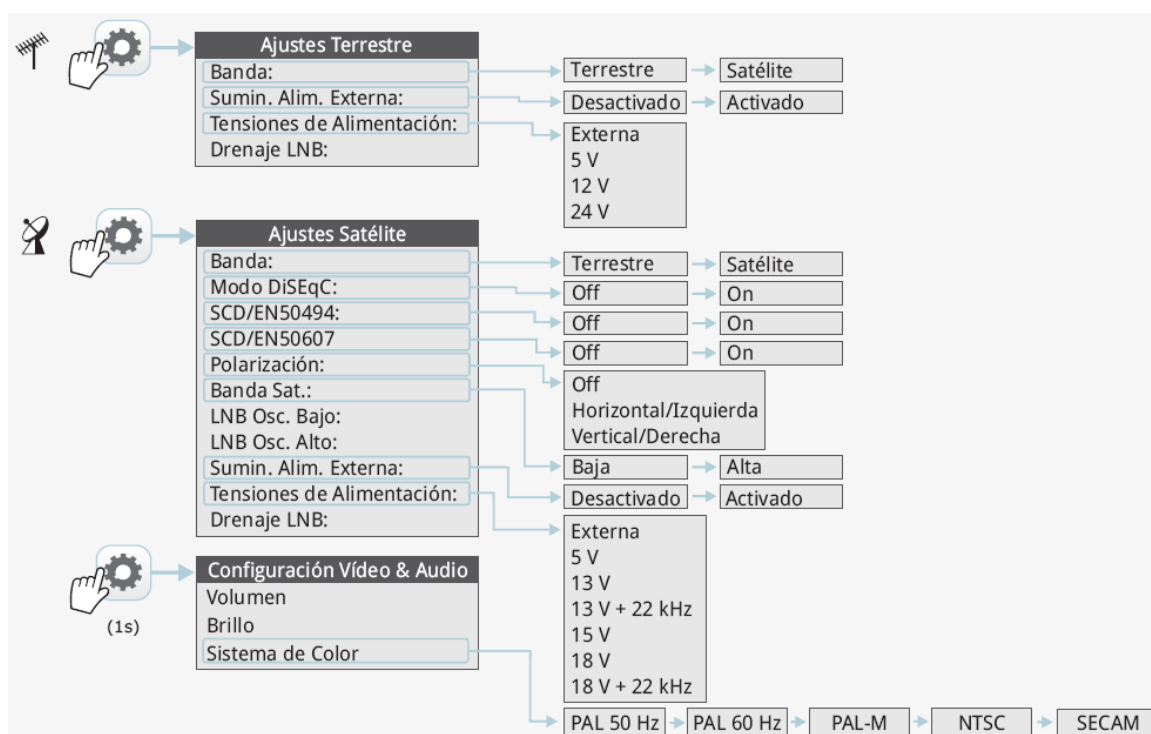 Ajustes Terrestre
Banda:
Terrestre
Satélite
Sumin. Alim. Externa:
Desactivado
Activado
Tensiones de Alimentación:
Externa
5 V
12 V
24 V
Drenaje LNB:
Ajustes Satélite
Banda:
Terrestre
Satélite
Modo DiSEqC:
Off
On
SCD/EN50494:
Off
On
SCD/EN50607
Off
On
Polarización:
Off
Horizontal/Izquierda
Vertical/Derecha
Banda Sat.:
Baja
Alta
LNB Osc. Bajo:
LNB Osc. Alto:
Sumin. Alim. Externa:
Desactivado
Activado
Tensiones de Alimentación:
Externa
5 V
13 V
13 V + 22 kHz
15 V
18 V
18 V + 22 kHz
Drenaje LNB:
(1s)
Configuración Vídeo & Audio
Volumen
Brillo
Sistema de Color
PAL 50 Hz
PAL 60 Hz
PAL-M
NTSC
SECAM